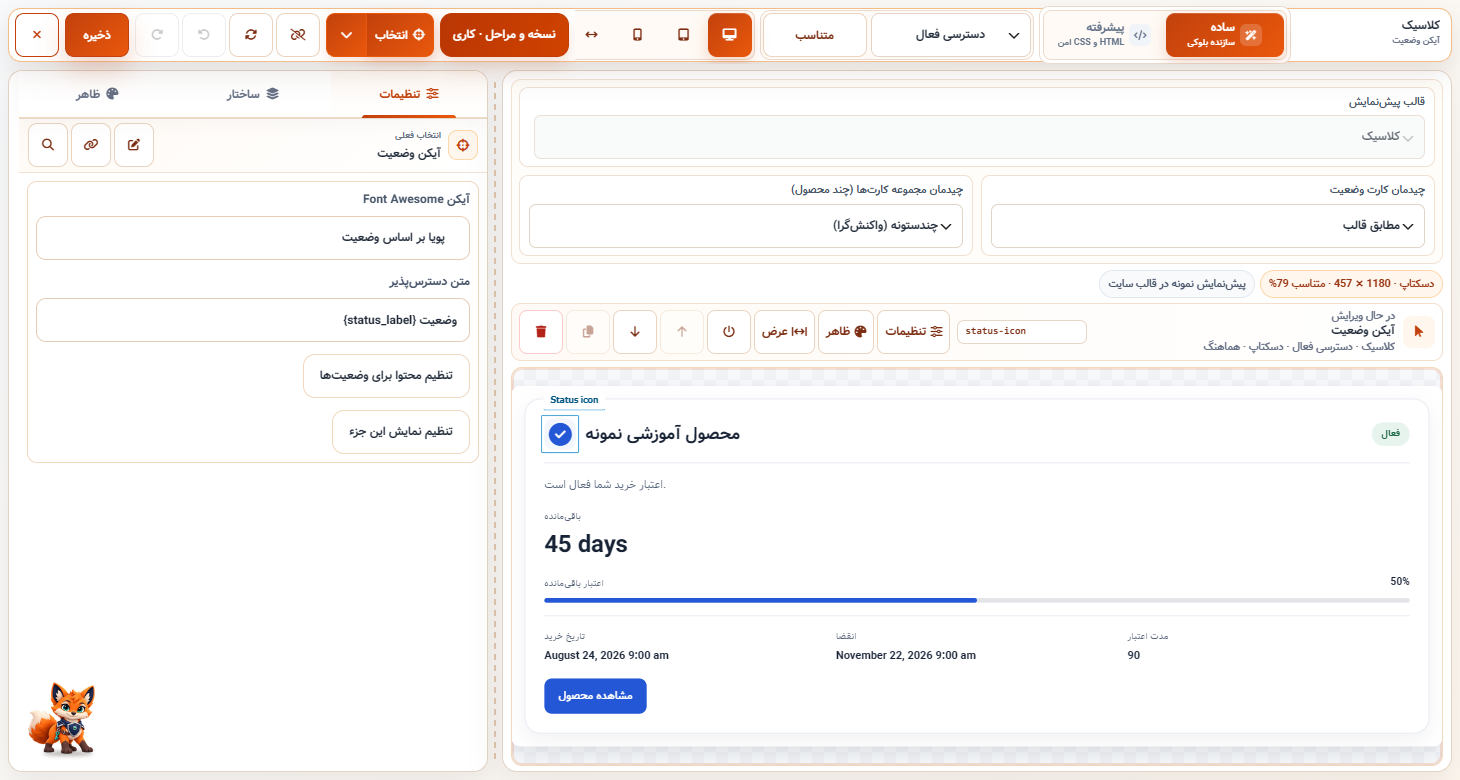 کلاسیک
آیکن وضعیت
ساده
سازنده بلوکی
پیشرفته
HTML و CSS امن
دسترسی فعال
متناسب
نسخه و مراحل · کاری
انتخاب
ذخیره
قالب پیش‌نمایش
کلاسیک
چیدمان کارت وضعیت
مطابق قالب
چیدمان مجموعه کارت‌ها (چند محصول)
چندستونه (واکنش‌گرا)
دسکتاپ · 1180 × 457 · متناسب 79%
پیش‌نمایش نمونه در قالب سایت
در حال ویرایش
آیکن وضعیت
کلاسیک · دسترسی فعال · دسکتاپ · هماهنگ
status-icon
تنظیمات
ظاهر
عرض
Status icon
محصول آموزشی نمونه
فعال
اعتبار خرید شما فعال است.
باقی‌مانده
45 days
اعتبار باقی‌مانده
50%
تاریخ خرید
August 24, 2026 9:00 am
انقضا
November 22, 2026 9:00 am
مدت اعتبار
90
مشاهده محصول
تنظیمات
ساختار
ظاهر
انتخاب فعلی
آیکن وضعیت
آیکن Font Awesome
پویا بر اساس وضعیت
متن دسترس‌پذیر
وضعیت {status_label}
تنظیم محتوا برای وضعیت‌ها
تنظیم نمایش این جزء